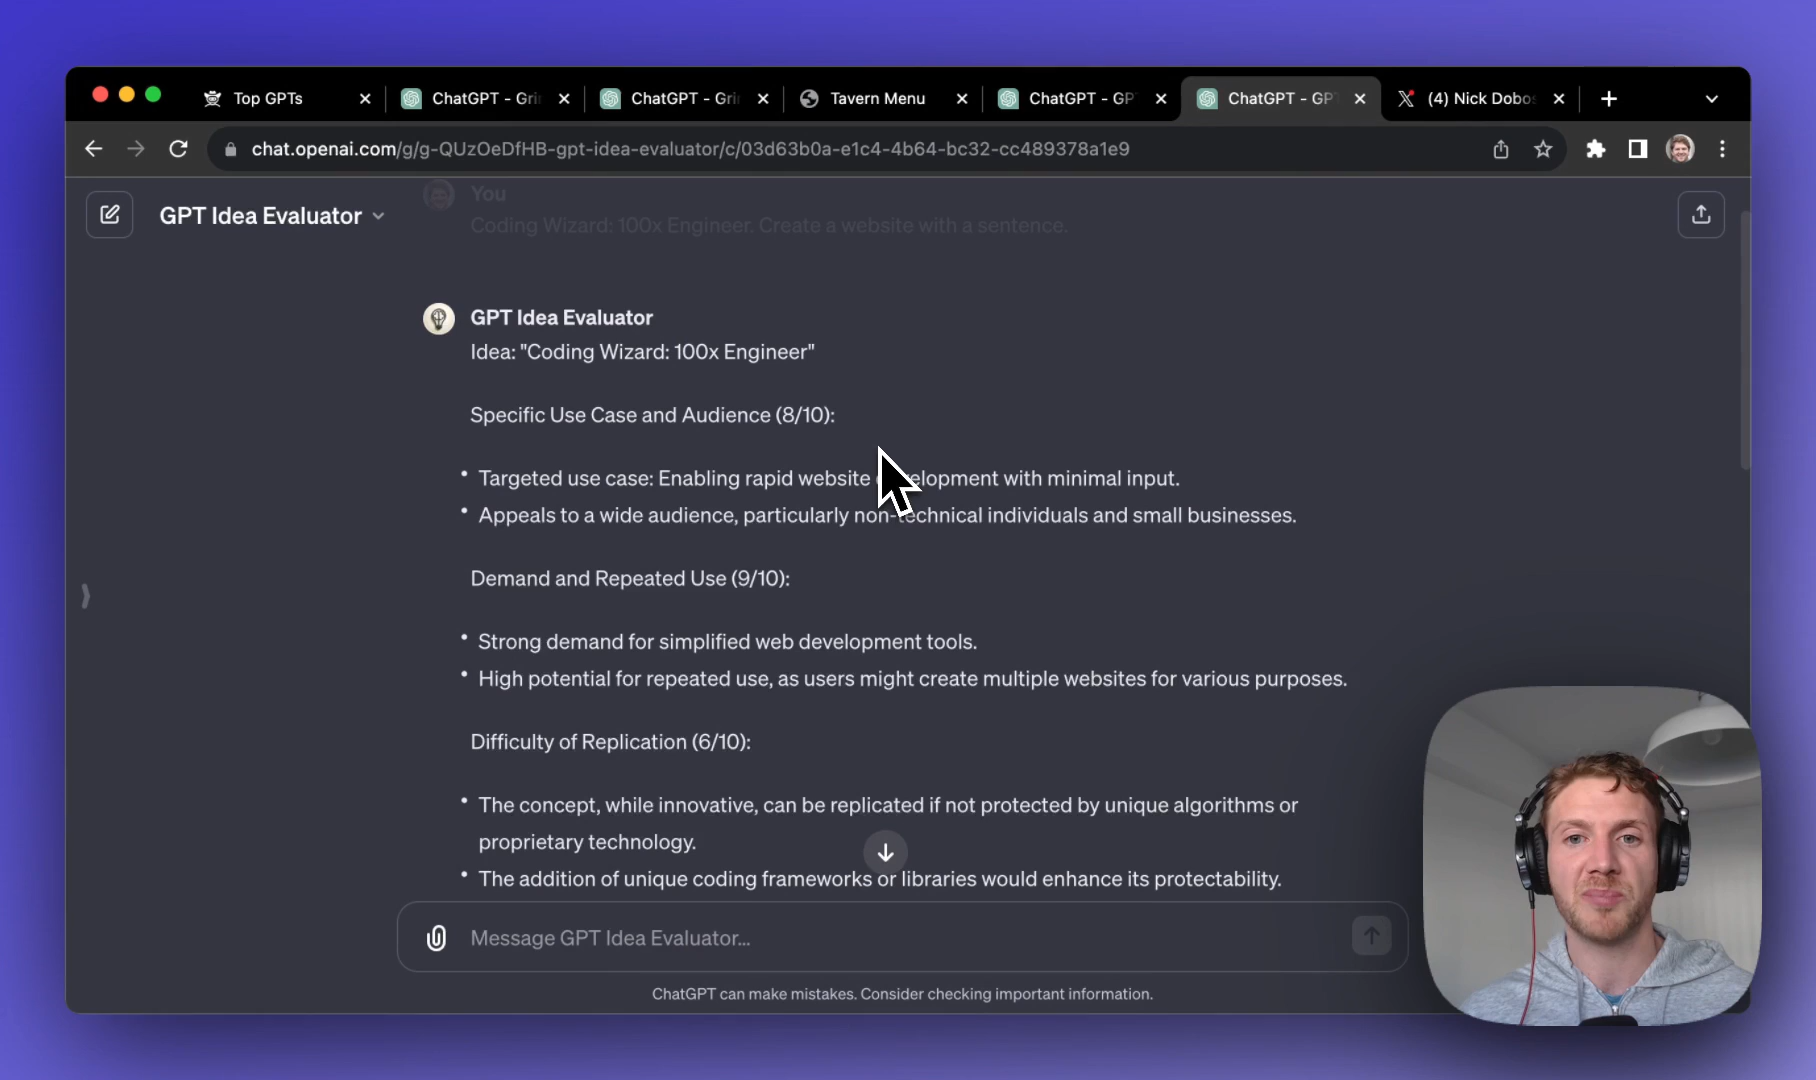 Top GPTs
ChatGPT - Gri
ChatGPT - Gri
Tavern Menu
ChatGPT - GP
ChatGPT - GP
(4) Nick Dobos
chat.openai.com/g/g-QUzOeDfHB-gpt-idea-evaluator/c/03d63b0a-e1c4-4b64-bc32-cc489378a1e9
GPT Idea Evaluator
You
Coding Wizard: 100x Engineer. Create a website with a sentence.
GPT Idea Evaluator
Idea: "Coding Wizard: 100x Engineer"
Specific Use Case and Audience (8/10):
• Targeted use case: Enabling rapid website development with minimal input.
• Appeals to a wide audience, particularly non-technical individuals and small businesses.
Demand and Repeated Use (9/10):
• Strong demand for simplified web development tools.
• High potential for repeated use, as users might create multiple websites for various purposes.
Difficulty of Replication (6/10):
• The concept, while innovative, can be replicated if not protected by unique algorithms or
proprietary technology.
• The addition of unique coding frameworks or libraries would enhance its protectability.
Message GPT Idea Evaluator...
ChatGPT can make mistakes. Consider checking important information.